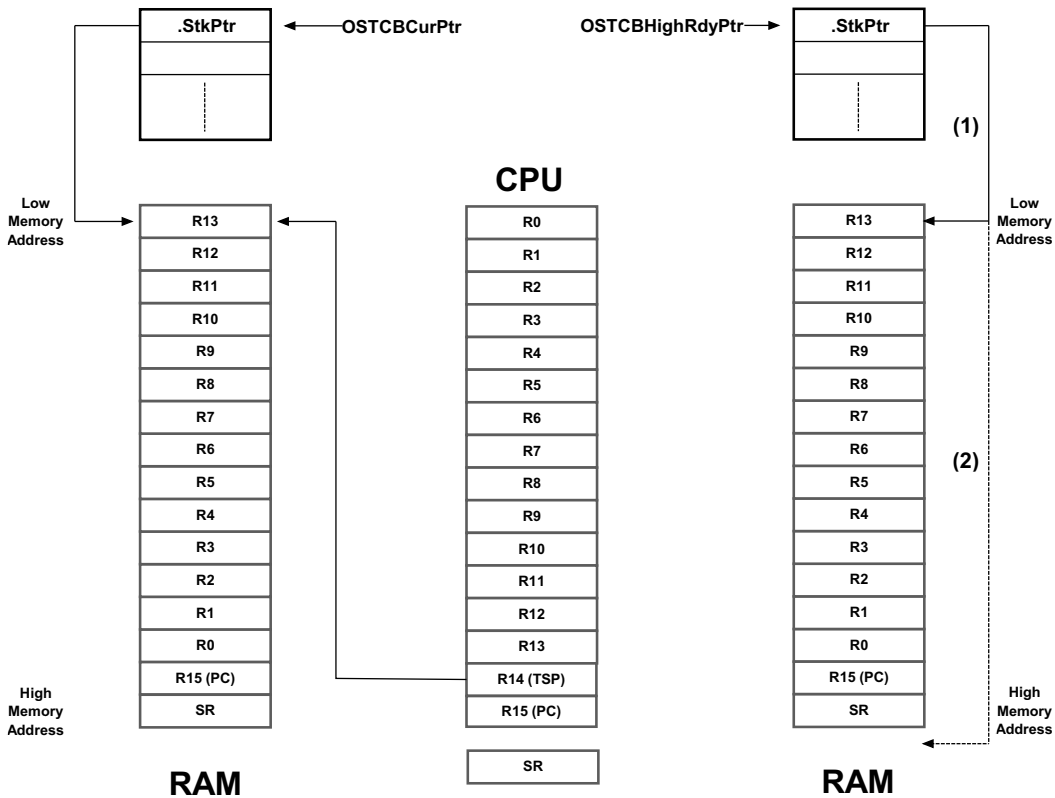 .StkPtr
OSTCBCurPtr
OSTCBHighRdyPtr
.StkPtr
(1)
CPU
Low
Memory
Address
R13
R12
R11
R10
R9
R8
R7
R6
R5
R4
R3
R2
R1
R0
R15 (PC)
SR
High
Memory
Address
RAM
R0
R1
R2
R3
R4
R5
R6
R7
R8
R9
R10
R11
R12
R13
R14 (TSP)
R15 (PC)
SR
R13
R12
R11
R10
R9
R8
R7
R6
R5
R4
R3
R2
R1
R0
R15 (PC)
SR
Low
Memory
Address
(2)
High
Memory
Address
RAM